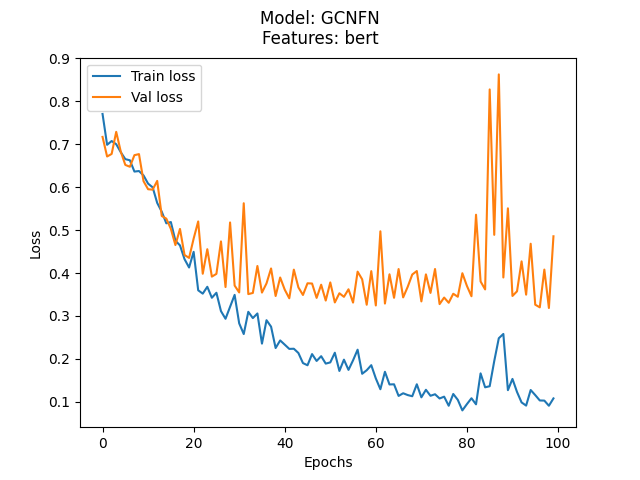 Model: GCNFN
Features: bert
Train loss
Val loss
0.9
0.8
0.7
0.6
0.5
0.4
0.3
0.2
0.1
Loss
0 20 40 60 80 100
Epochs